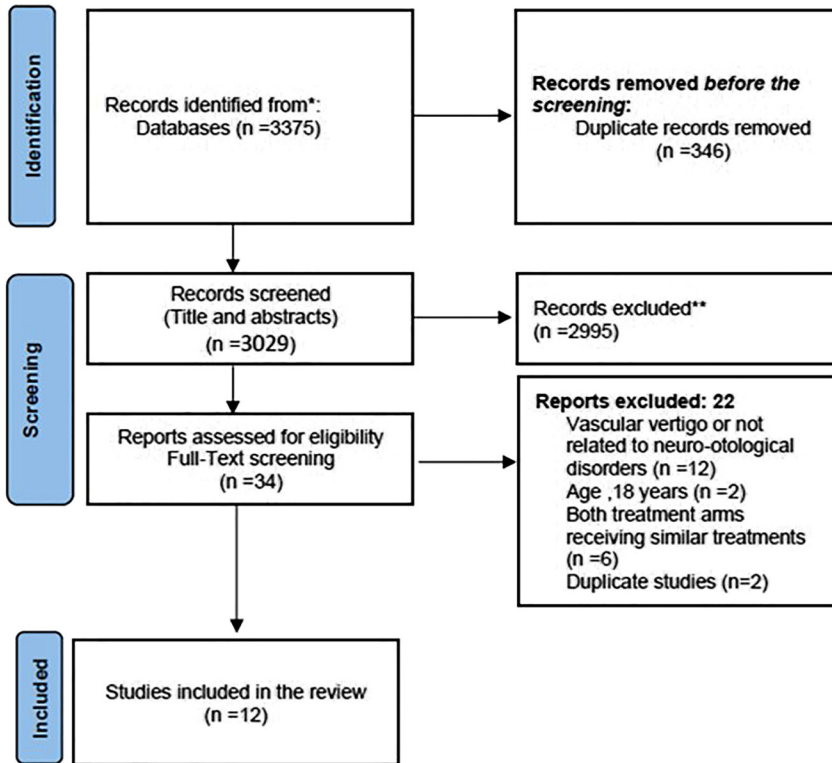 Identification
Records identified from*:
Databases (n =3375)
Records removed before the
screening:
Duplicate records removed
(n =346)
Screening
Records screened
(Title and abstracts)
(n =3029)
Records excluded**
(n =2995)
Reports assessed for eligibility
Full-Text screening
(n =34)
Reports excluded: 22
Vascular vertigo or not
related to neuro-otological
disorders (n =12)
Age ,18 years (n =2)
Both treatment arms
receiving similar treatments
(n =6)
Duplicate studies (n=2)
Included
Studies included in the review
(n =12)